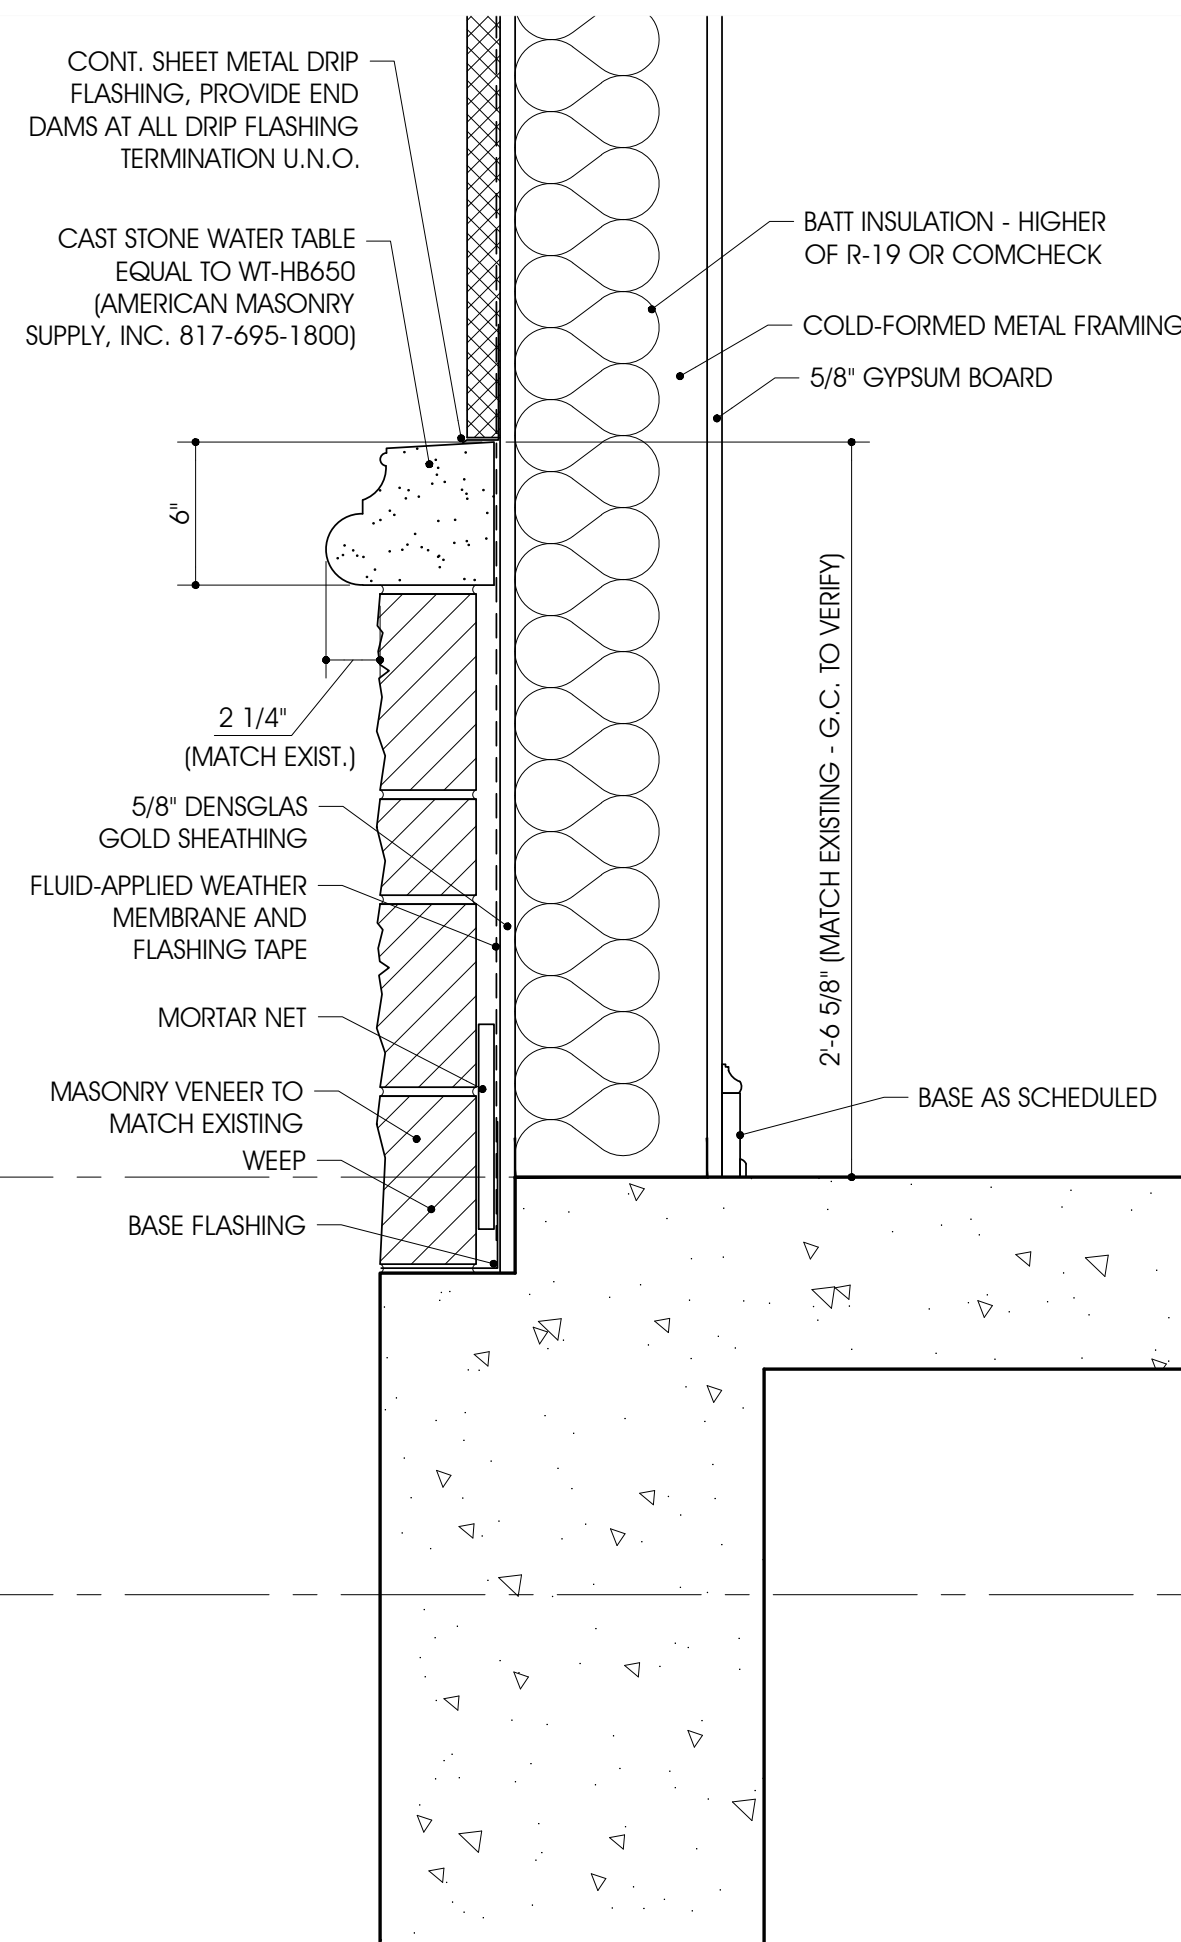 CONT. SHEET METAL DRIP
FLASHING, PROVIDE END
DAMS AT ALL DRIP FLASHING
TERMINATION U.N.O.
CAST STONE WATER TABLE
EQUAL TO WT-HB650
(AMERICAN MASONRY
SUPPLY, INC. 817-695-1800)
BATT INSULATION - HIGHER
OF R-19 OR COMCHECK
COLD-FORMED METAL FRAMING
5/8" GYPSUM BOARD
6"
2 1/4"
(MATCH EXIST.)
5/8" DENSGLAS
GOLD SHEATHING
FLUID-APPLIED WEATHER
MEMBRANE AND
FLASHING TAPE
MORTAR NET
MASONRY VENEER TO
MATCH EXISTING
WEEP
BASE FLASHING
2'-6 5/8" (MATCH EXISTING - G.C. TO VERIFY)
BASE AS SCHEDULED